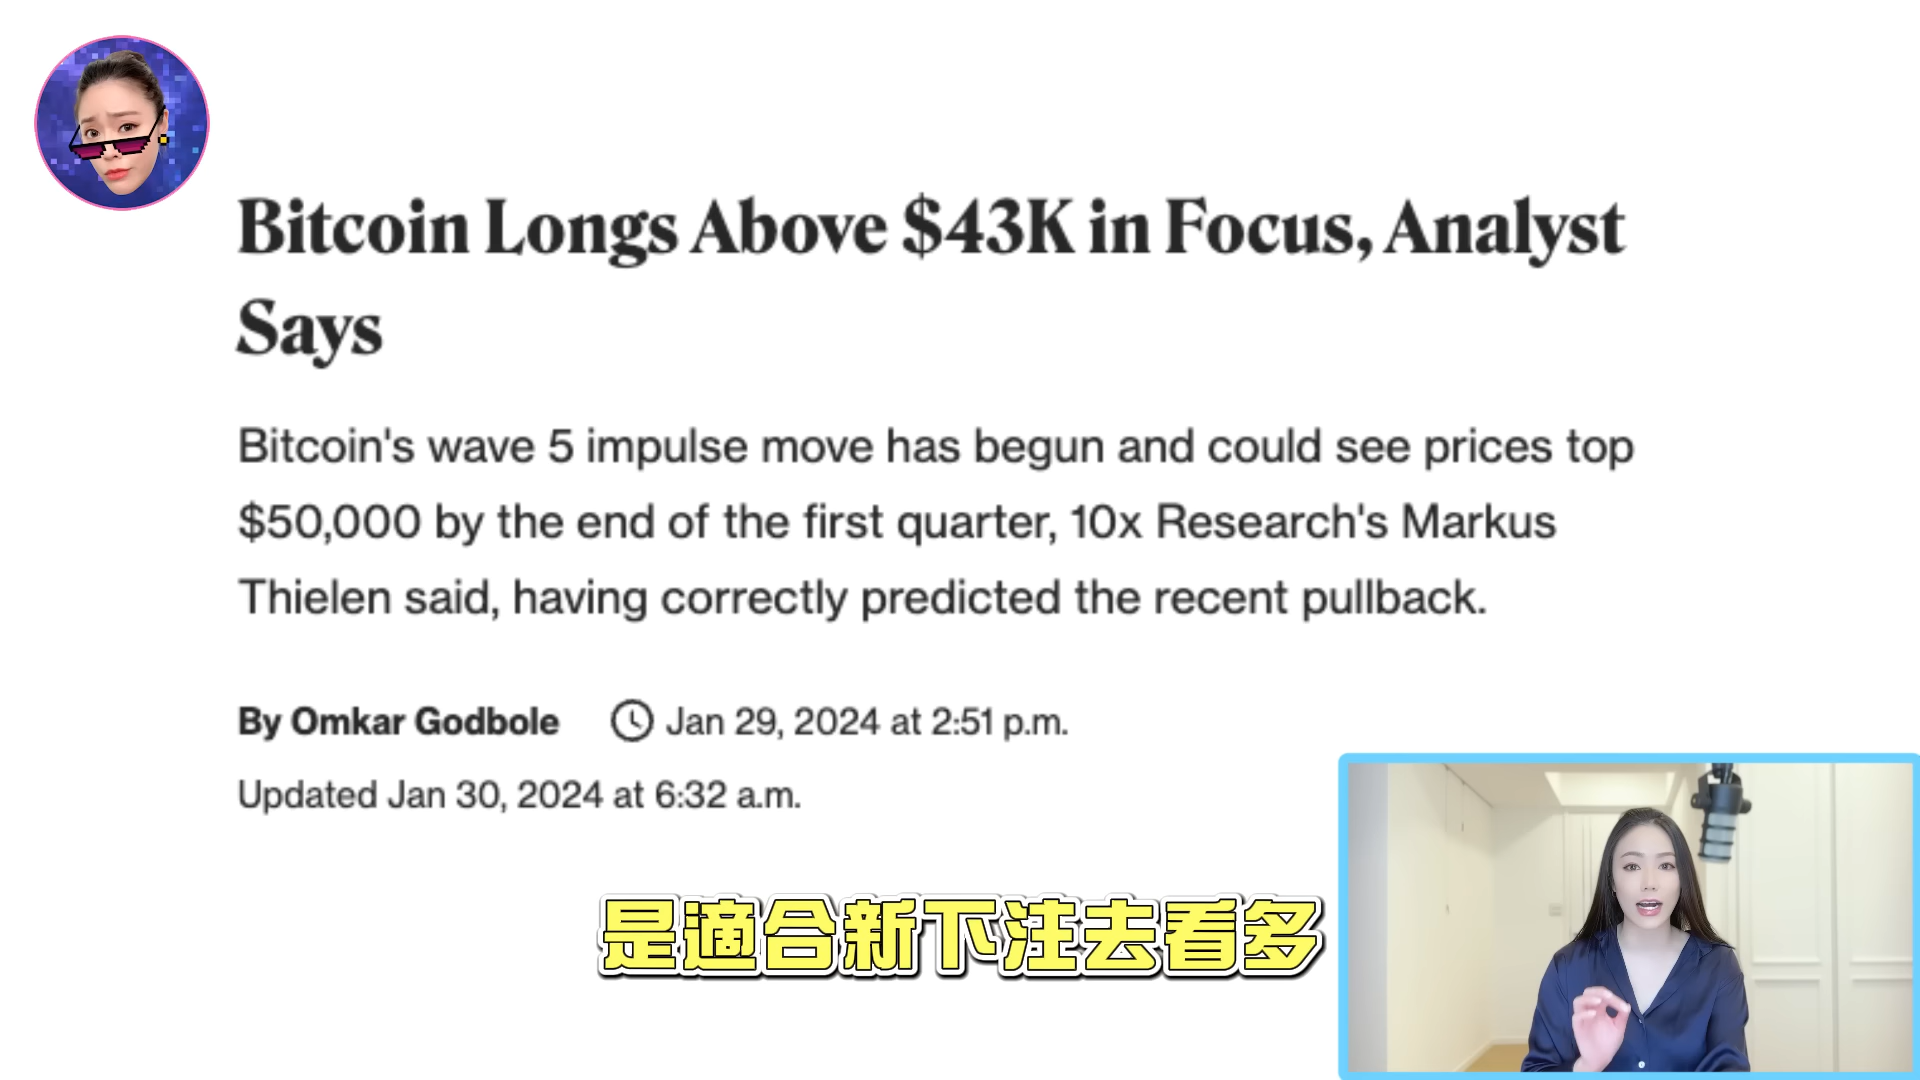 Bitcoin Longs Above $43K in Focus, Analyst
Says
Bitcoin's wave 5 impulse move has begun and could see prices top
$50,000 by the end of the first quarter, 10x Research's Markus
Thielen said, having correctly predicted the recent pullback.
By Omkar Godbole Jan 29, 2024 at 2:51 p.m.
Updated Jan 30, 2024 at 6:32 a.m.
是適合新下注去看多